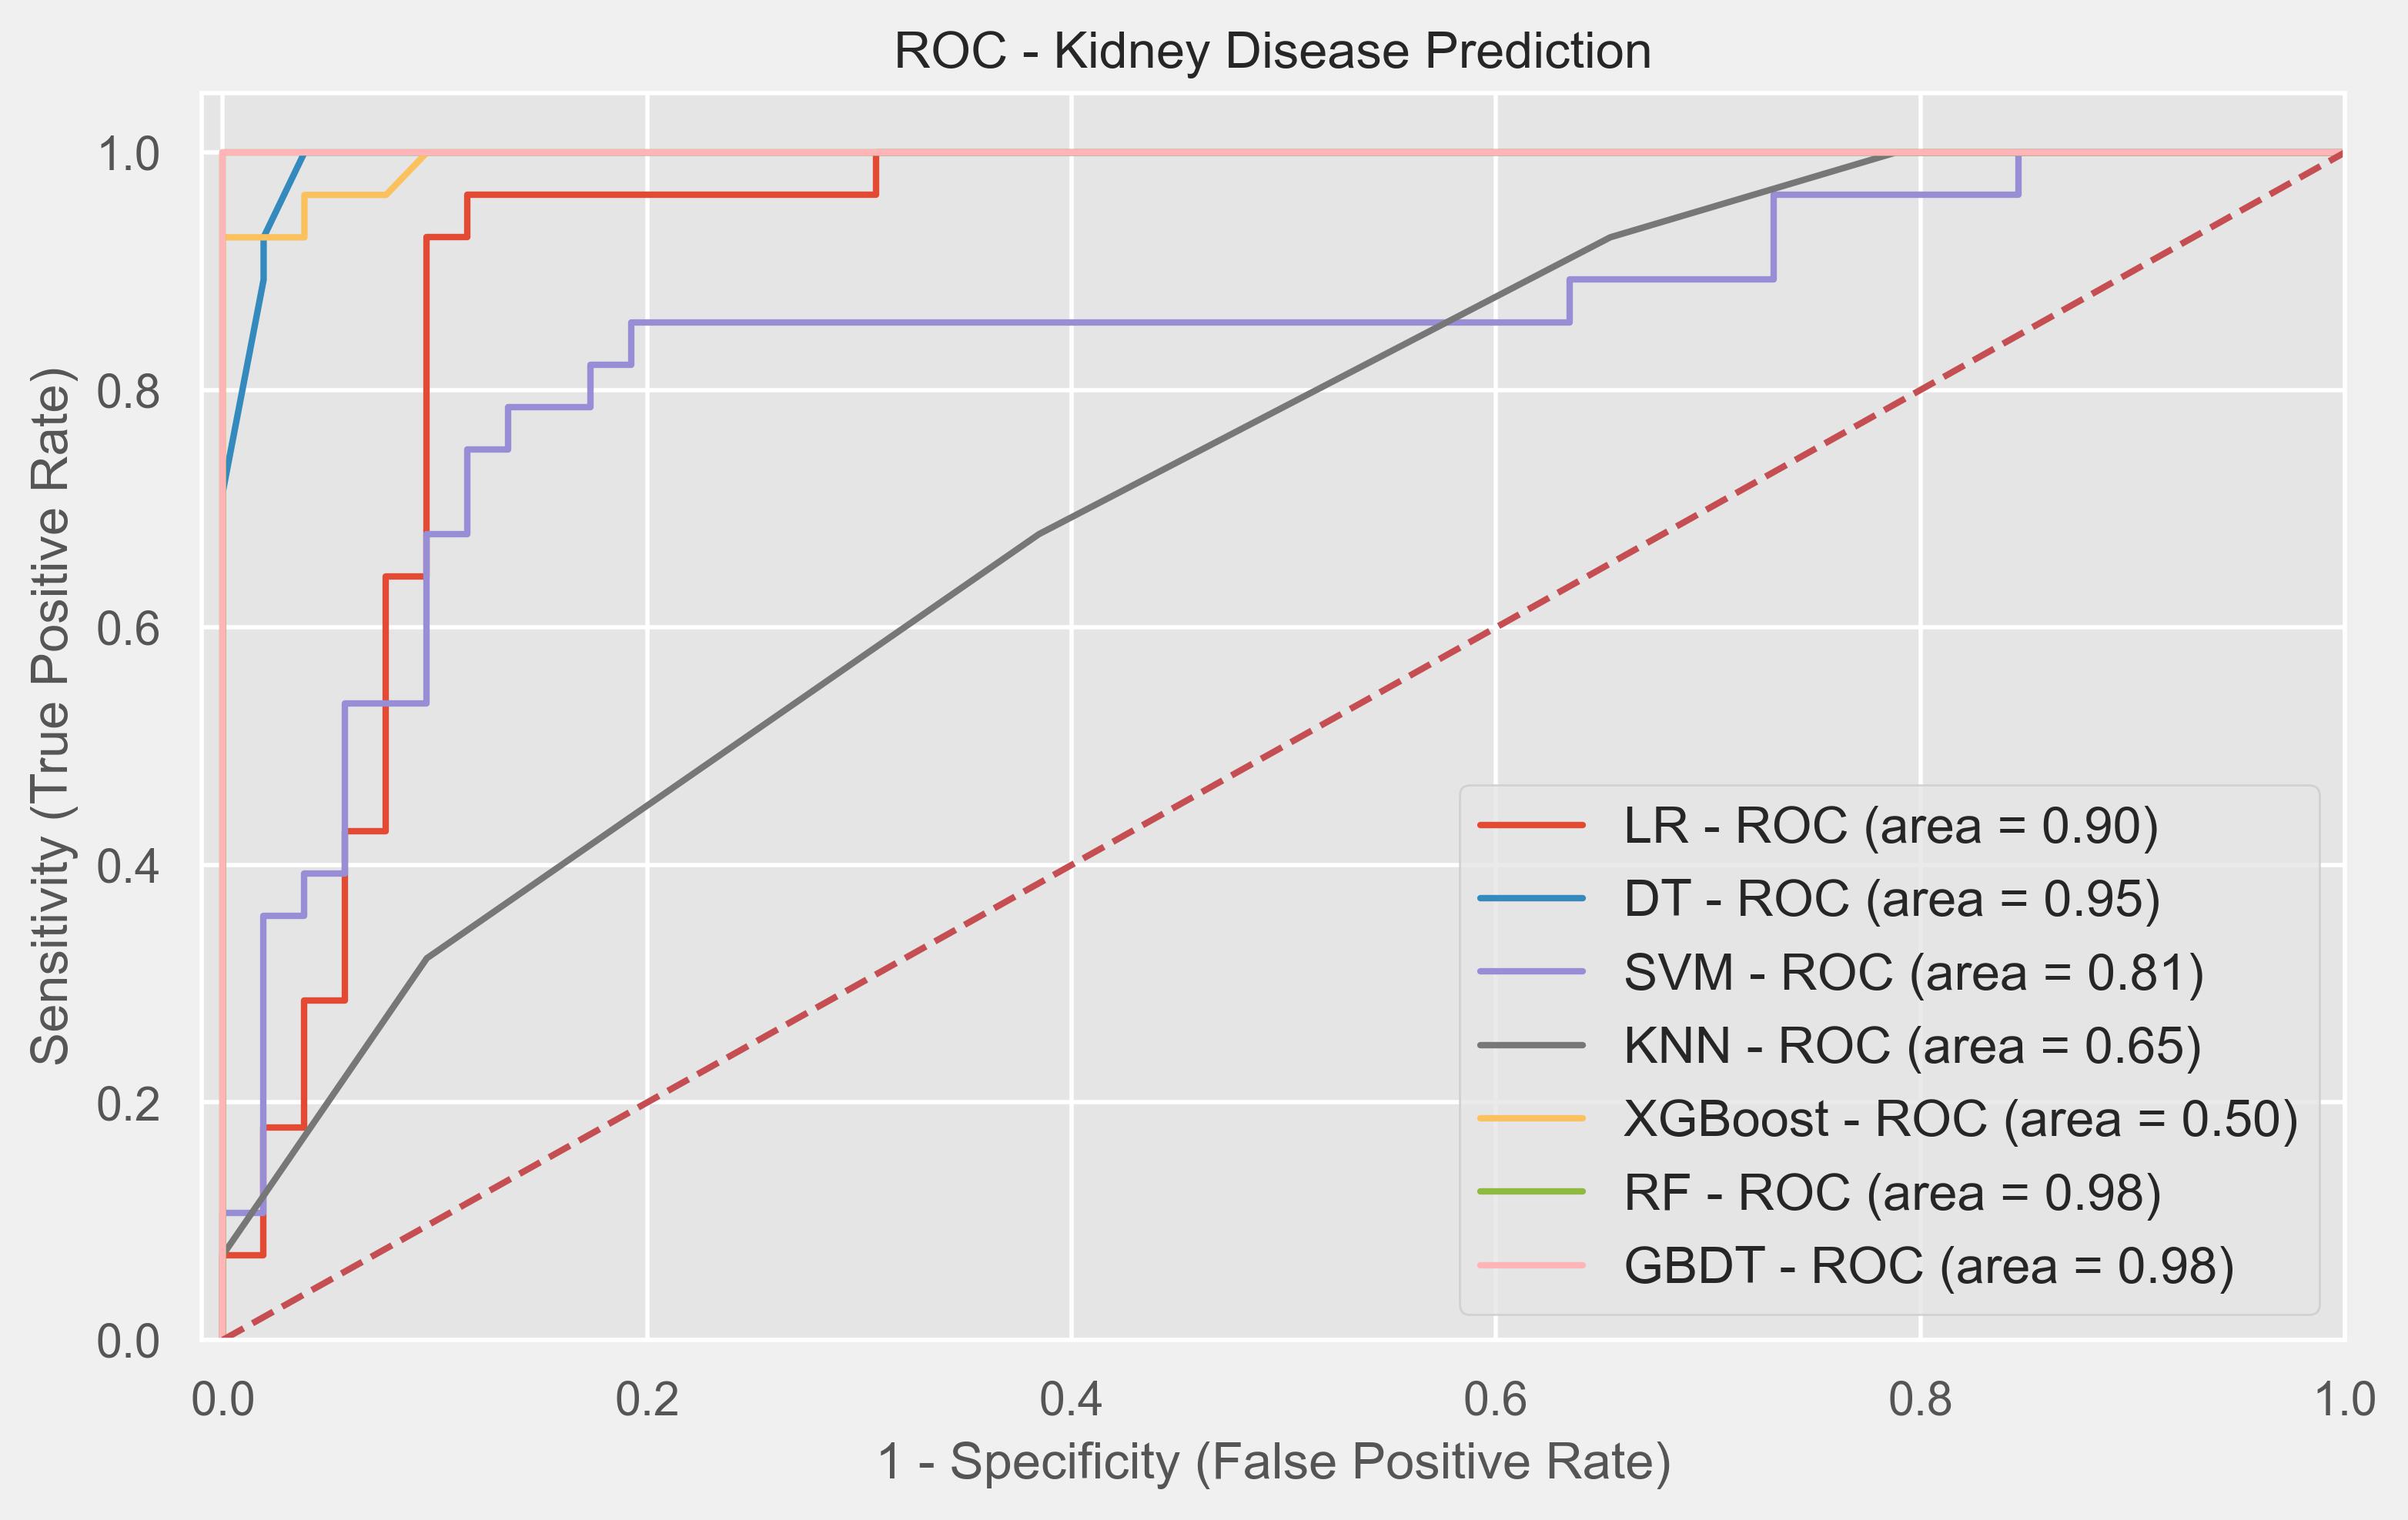 ROC - Kidney Disease Prediction
Sensitivity (True Positive Rate)
1.0
0.8
0.6
0.4
0.2
0.0
LR - ROC (area = 0.90)
DT - ROC (area = 0.95)
SVM - ROC (area = 0.81)
KNN - ROC (area = 0.65)
XGBoost - ROC (area = 0.50)
RF - ROC (area = 0.98)
GBDT - ROC (area = 0.98)
0.0 0.2 0.4 0.6 0.8 1.0
1 - Specificity (False Positive Rate)